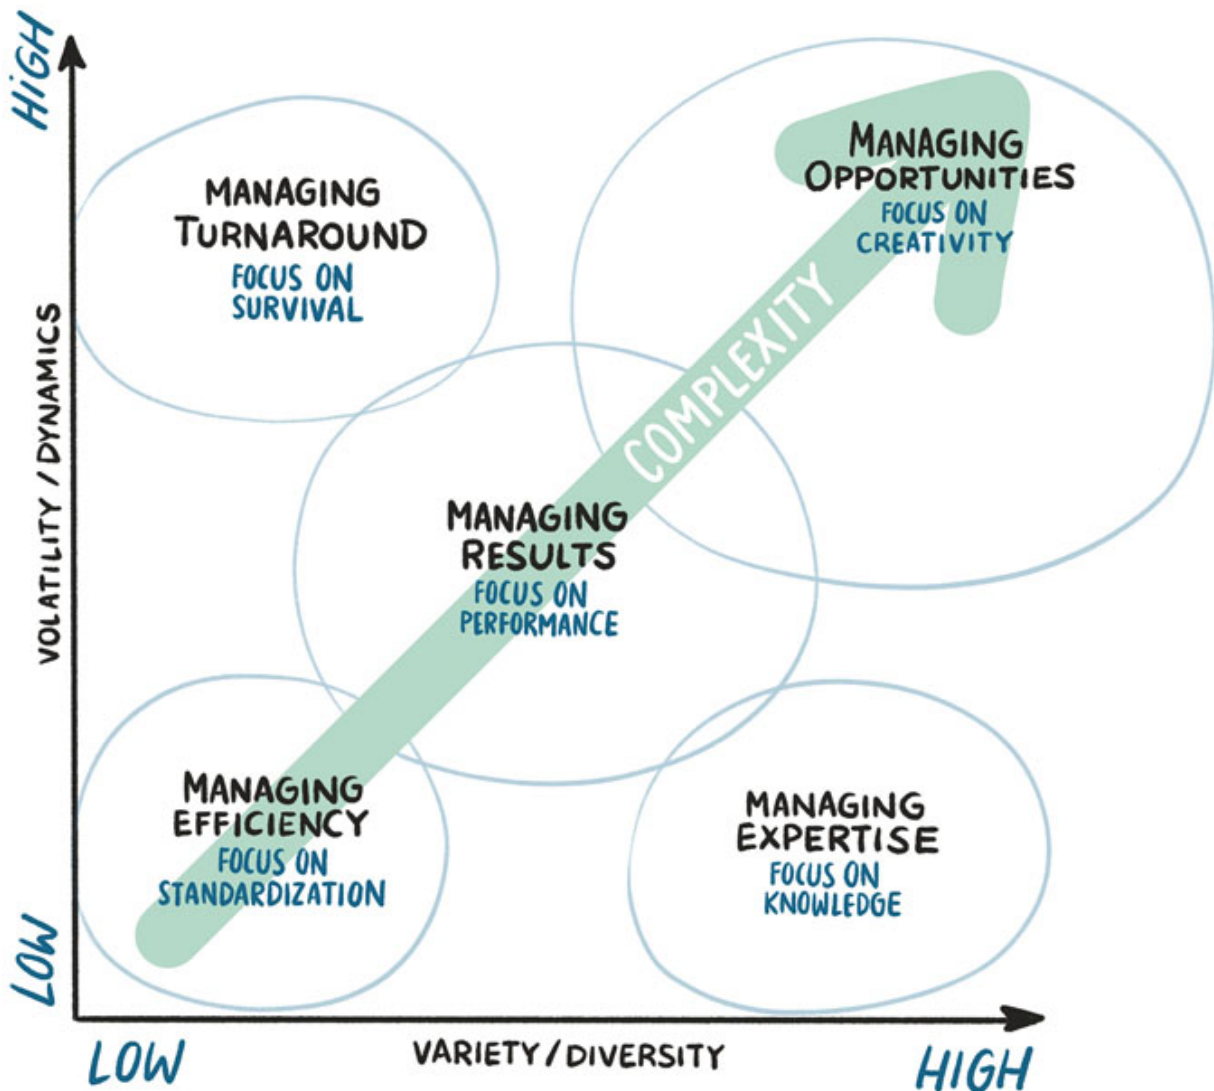 HiGH
MANAGING
TURNAROUND
FOCUS ON
SURVIVAL
MANAGING
OPPORTUNITIES
FOCUS ON
CREATIVITY
COMPLEXITY
VOLATILITY / DYNAMICS
MANAGING
RESULTS
FOCUS ON
PERFORMANCE
MANAGING
EFFICIENCY
FOCUS ON
STANDARDIZATION
MANAGING
EXPERTISE
FOCUS ON
KNOWLEDGE
LOW
LOW
VARIETY / DIVERSITY
HIGH